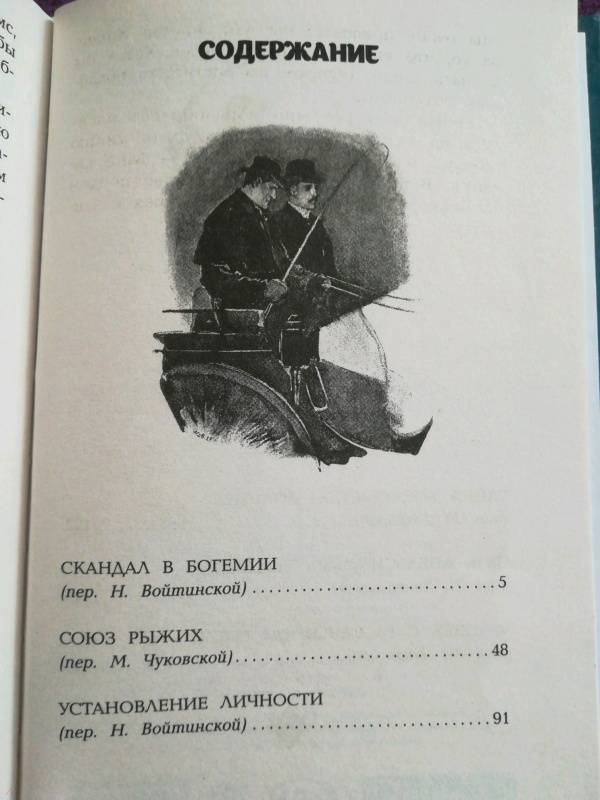 СОДЕРЖАНИЕ
СКАНДАЛ В БОГЕМИИ
(пер. Н. Войтинской) . . . . . . . . . . . . . . . . . . . . . . . . . . . . . 5
СОЮЗ РЫЖИХ
(пер. М. Чуковской) . . . . . . . . . . . . . . . . . . . . . . . . . . . . . 48
УСТАНОВЛЕНИЕ ЛИЧНОСТИ
(пер. Н. Войтинской) . . . . . . . . . . . . . . . . . . . . . . . . . . . . 91